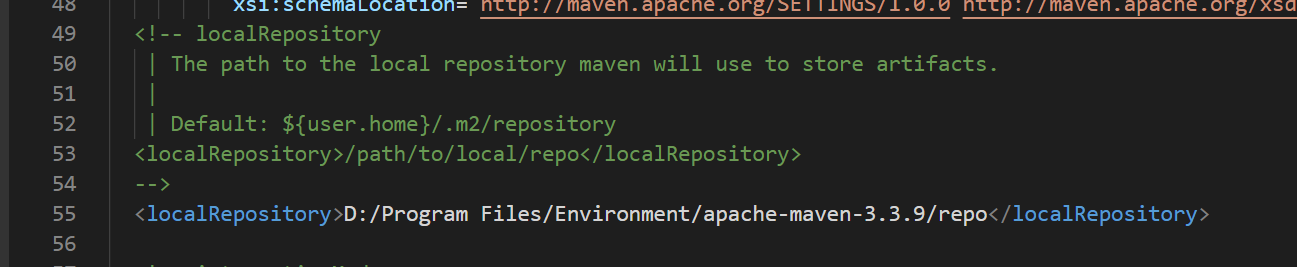 48 xsi:schemaLocation="http://maven.apache.org/SETTINGS/1.0.0 http://maven.apache.org/xsd
49 <!-- localRepository
50 | The path to the local repository maven will use to store artifacts.
51 |
52 | Default: ${user.home}/.m2/repository
53 <localRepository>/path/to/local/repo</localRepository>
54 -->
55 <localRepository>D:/Program Files/Environment/apache-maven-3.3.9/repo</localRepository>
56